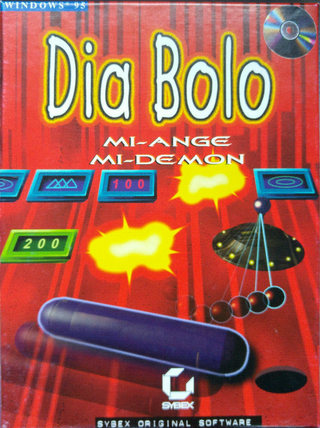 WINDOWS® 95
Dia Bolo
MI-ANGE
MI-DEMON
100
200
SYBEX
SYBEX ORIGINAL SOFTWARE